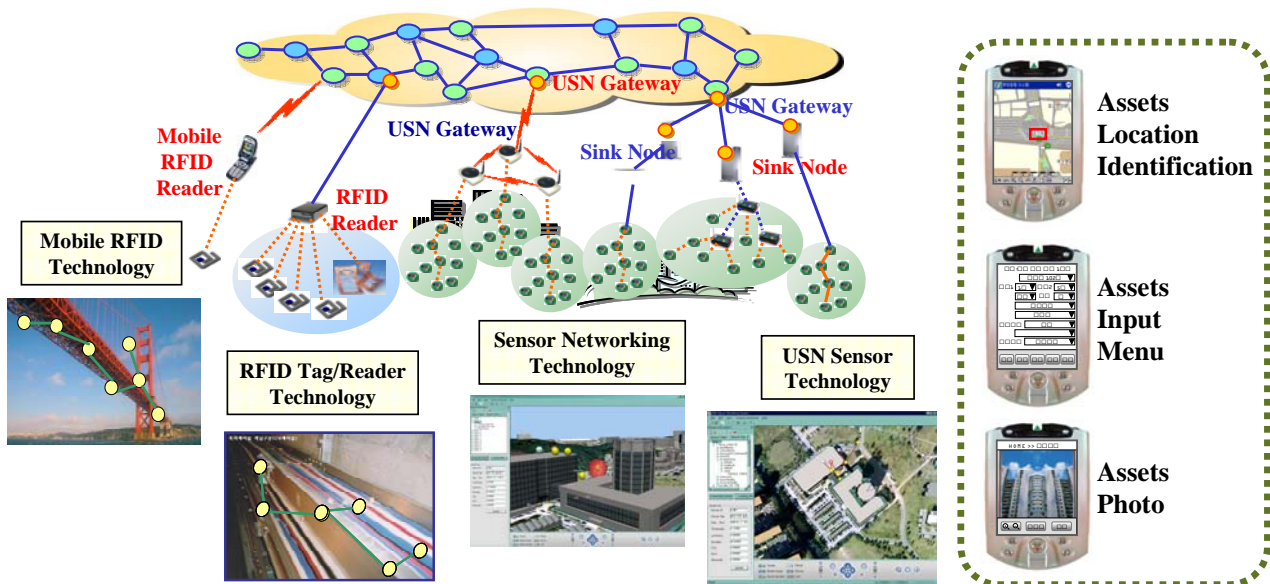 USN Gateway
USN Gateway
USN Gateway
Mobile
RFID
Reader
Sink Node
Sink Node
RFID
Reader
Mobile RFID
Technology
RFID Tag/Reader
Technology
Sensor Networking
Technology
USN Sensor
Technology
Assets
Location
Identification
Assets
Input
Menu
HOME >> □□□□
Assets
Photo